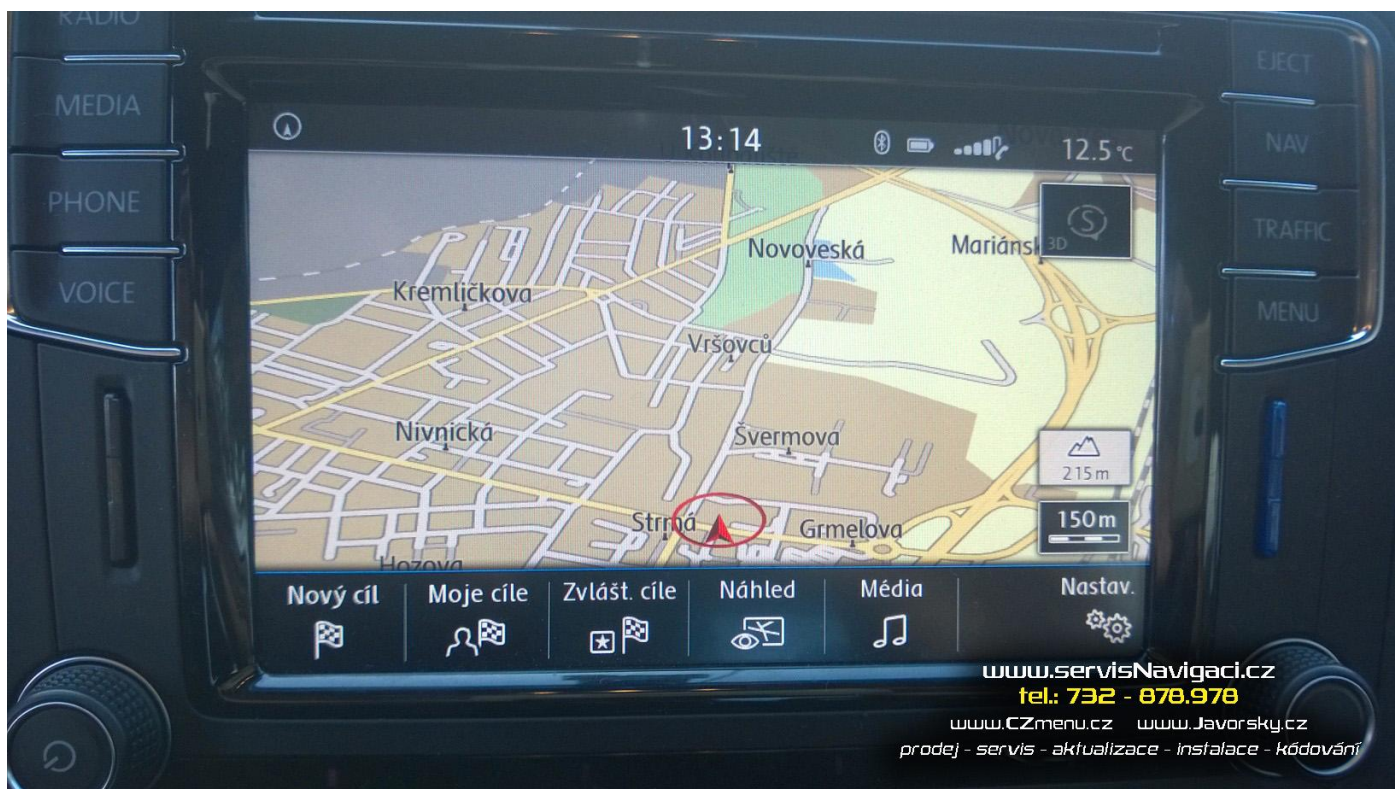 RADIO
MEDIA
PHONE
VOICE
EJECT
NAV
TRAFFIC
MENU
13:14
12.5 °C
Novoveská
Mariánsk
3D
S
Kremličkova
Vršovců
Nivnická
Švermova
215 m
150 m
Strmá
Grmelova
Hozova
Nový cíl
Moje cíle
Zvlášt. cíle
Náhled
Média
Nastav.
www.servisNavigaci.cz
tel.: 732 - 878.978
www.CZmenu.cz www.Javorsky.cz
prodej - servis - aktualizace - instalace - kódování